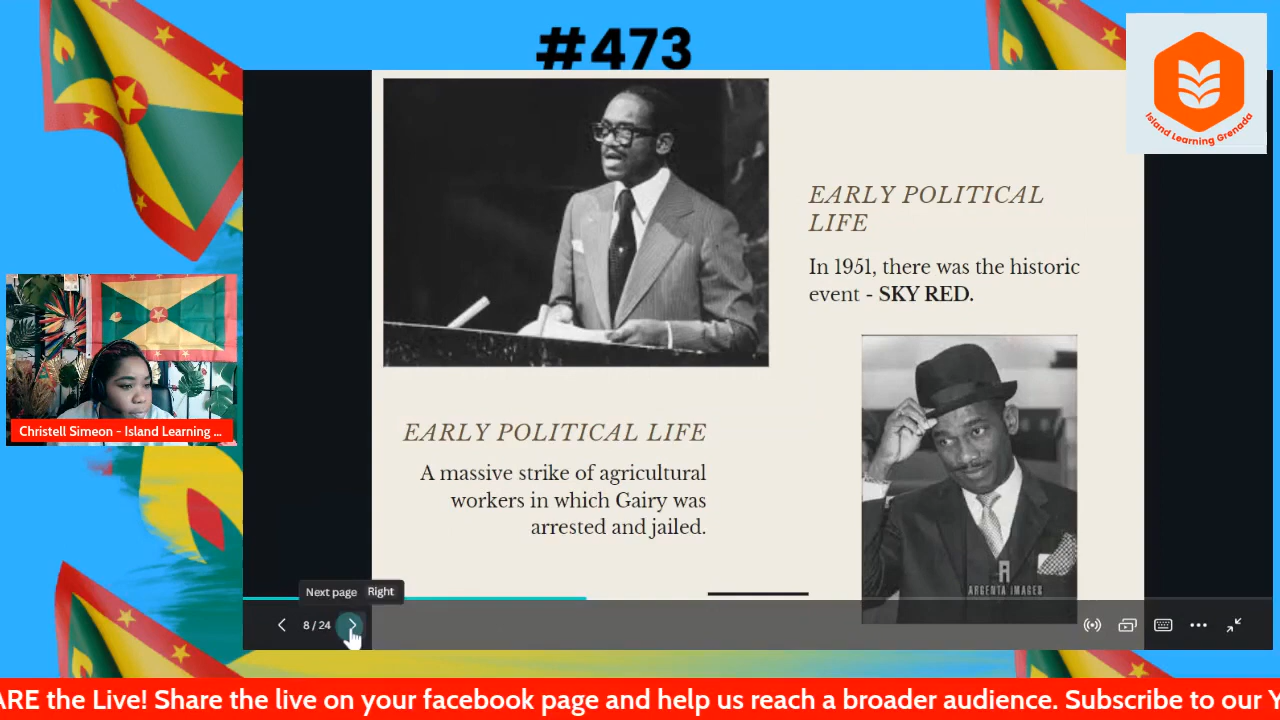 #473
Island Learning Grenada
EARLY POLITICAL
LIFE
In 1951, there was the historic
event - SKY RED.
EARLY POLITICAL LIFE
A massive strike of agricultural
workers in which Gairy was
arrested and jailed.
ARGENTA IMAGES
Christell Simeon - Island Learning ...
Next page Right
8 / 24
ARE the Live! Share the live on your facebook page and help us reach a broader audience. Subscribe to our Y